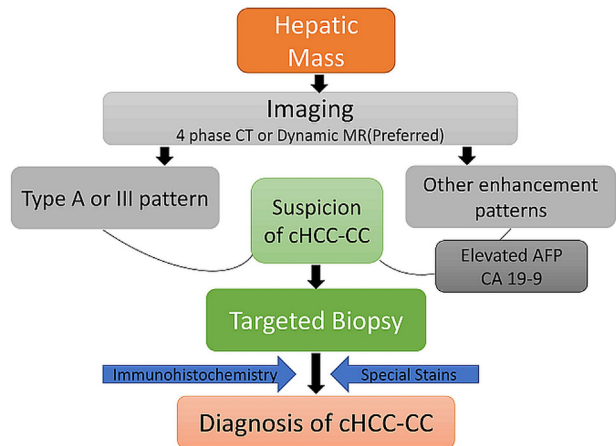 Hepatic
Mass
Imaging
4 phase CT or Dynamic MR(Preferred)
Type A or III pattern
Suspicion
of cHCC-CC
Other enhancement
patterns
Elevated AFP
CA 19-9
Targeted Biopsy
Immunohistochemistry
Special Stains
Diagnosis of cHCC-CC